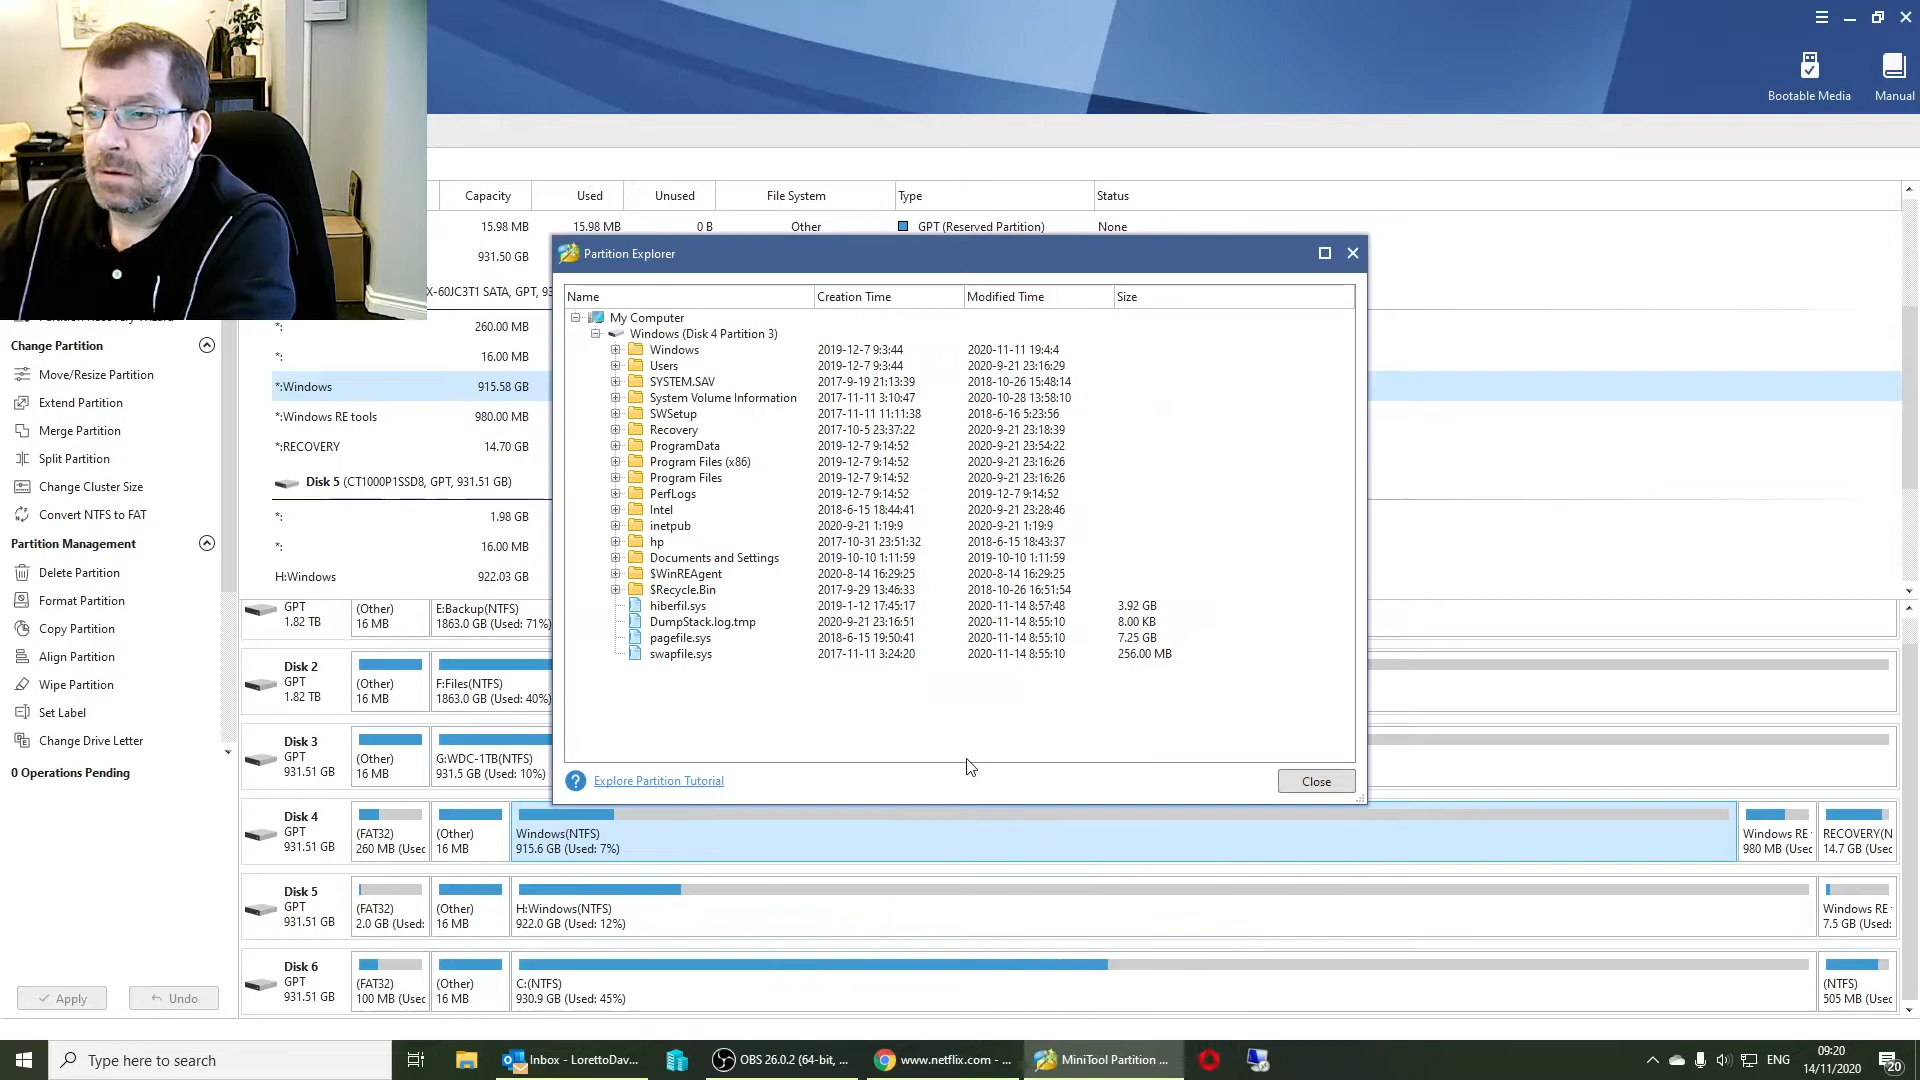 Bootable Media
Manual
Capacity
Used
Unused
File System
Type
Status
15.98 MB
15.98 MB
0 B
Other
GPT (Reserved Partition)
None
931.50 GB
X-60JC3T1 SATA, GPT, 93
*:
260.00 MB
*:
16.00 MB
*:Windows
915.58 GB
*:Windows RE tools
980.00 MB
*:RECOVERY
14.70 GB
Disk 5 (CT1000P1SSD8, GPT, 931.51 GB)
*:
1.98 GB
*:
16.00 MB
H:Windows
922.03 GB
Change Partition
Move/Resize Partition
Extend Partition
Merge Partition
Split Partition
Change Cluster Size
Convert NTFS to FAT
Partition Management
Delete Partition
Format Partition
Copy Partition
Align Partition
Wipe Partition
Set Label
Change Drive Letter
0 Operations Pending
Apply
Undo
Partition Explorer
Name
Creation Time
Modified Time
Size
My Computer
Windows (Disk 4 Partition 3)
Windows 2019-12-7 9:3:44 2020-11-11 19:4:4
Users 2019-12-7 9:3:44 2020-9-21 23:16:29
SYSTEM.SAV 2017-9-19 21:13:39 2018-10-26 15:48:14
System Volume Information 2017-11-11 3:10:47 2020-10-28 13:58:10
SWSetup 2017-11-11 11:11:38 2018-6-16 5:23:56
Recovery 2017-10-5 23:37:22 2020-9-21 23:18:39
ProgramData 2019-12-7 9:14:52 2020-9-21 23:54:22
Program Files (x86) 2019-12-7 9:14:52 2020-9-21 23:16:26
Program Files 2019-12-7 9:14:52 2020-9-21 23:16:26
PerfLogs 2019-12-7 9:14:52 2019-12-7 9:14:52
Intel 2018-6-15 18:44:41 2020-9-21 23:28:46
inetpub 2020-9-21 1:19:9 2020-9-21 1:19:9
hp 2017-10-31 23:51:32 2018-6-15 18:43:37
Documents and Settings 2019-10-10 1:11:59 2019-10-10 1:11:59
$WinREAgent 2020-8-14 16:29:25 2020-8-14 16:29:25
$Recycle.Bin 2017-9-29 13:46:33 2018-10-26 16:51:54
hiberfil.sys 2019-1-12 17:45:17 2020-11-14 8:57:48 3.92 GB
DumpStack.log.tmp 2020-9-21 23:16:51 2020-11-14 8:55:10 8.00 KB
pagefile.sys 2018-6-15 19:50:41 2020-11-14 8:55:10 7.25 GB
swapfile.sys 2017-11-11 3:24:20 2020-11-14 8:55:10 256.00 MB
Explore Partition Tutorial
Close
GPT
1.82 TB
(Other)
16 MB
E:Backup(NTFS)
1863.0 GB (Used: 71%)
Disk 2
GPT
1.82 TB
(Other)
16 MB
F:Files(NTFS)
1863.0 GB (Used: 40%)
Disk 3
GPT
931.51 GB
(Other)
16 MB
G:WDC-1TB(NTFS)
931.5 GB (Used: 10%)
Disk 4
GPT
931.51 GB
(FAT32)
260 MB (Used
(Other)
16 MB
Windows(NTFS)
915.6 GB (Used: 7%)
Windows RE
980 MB (Used
RECOVERY(N
14.7 GB (Used:
Disk 5
GPT
931.51 GB
(FAT32)
2.0 GB (Used:
(Other)
16 MB
H:Windows(NTFS)
922.0 GB (Used: 12%)
Windows RE
7.5 GB (Used:
Disk 6
GPT
931.51 GB
(FAT32)
100 MB (Used
(Other)
16 MB
C:(NTFS)
930.9 GB (Used: 45%)
(NTFS)
505 MB (Used
Type here to search
Inbox - LorettoDav...
OBS 26.0.2 (64-bit, ...
www.netflix.com - ...
MiniTool Partition ...
ENG
09:20
14/11/2020
20